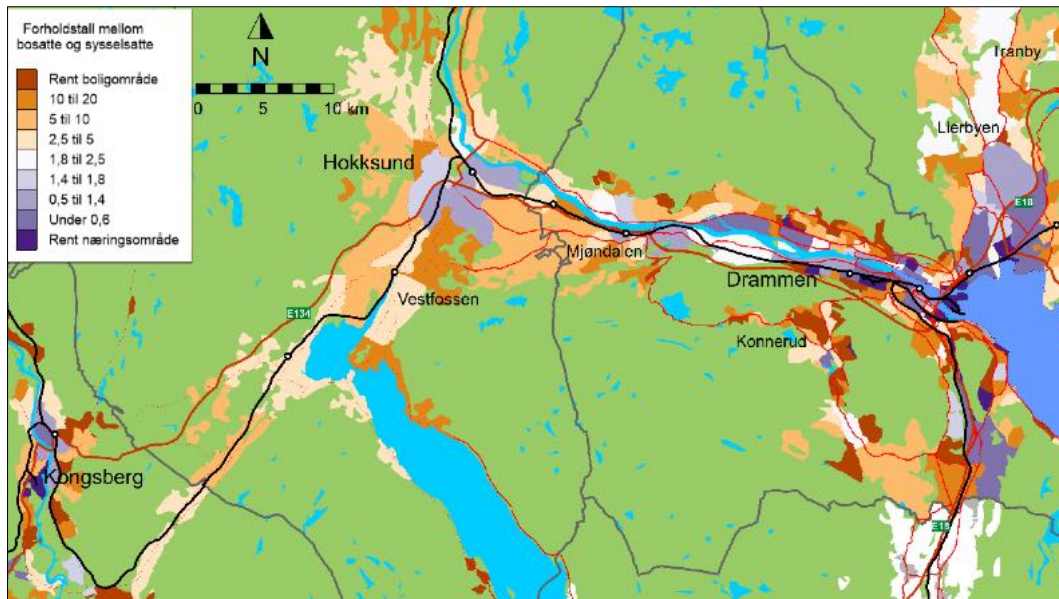 Forholdstall mellom
bosatte og sysselsatte
Rent boligområde
10 til 20
5 til 10
2,5 til 5
1,8 til 2,5
1,4 til 1,8
0,5 til 1,4
Under 0,6
Rent næringsområde
N
0 5 10 km
Tranby
Lierbyen
Hokksund
E18
Mjøndalen
Drammen
Vestfossen
E134
Konnerud
Kongsberg
E18